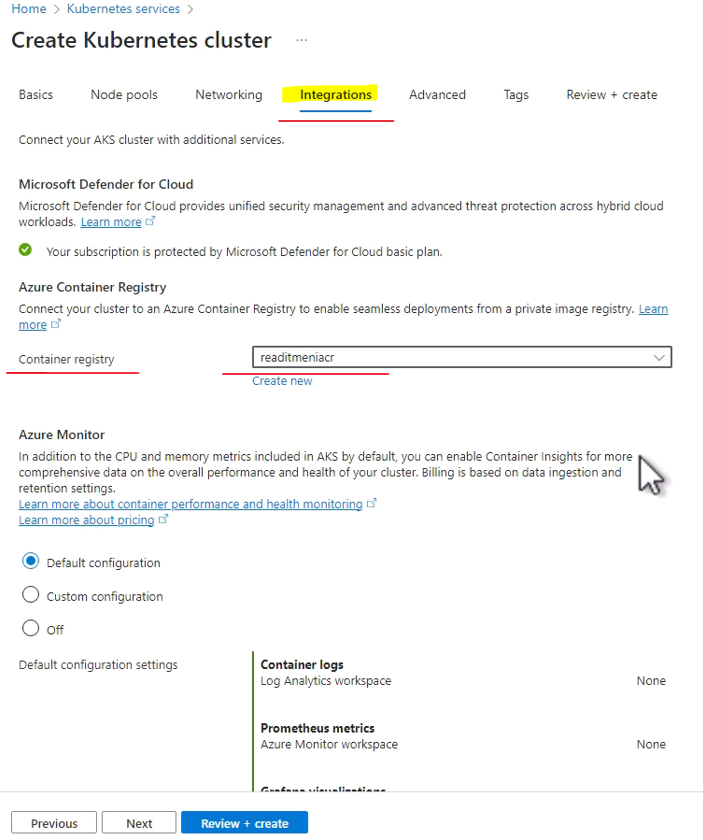 Home > Kubernetes services >
Create Kubernetes cluster ...
Basics Node pools Networking Integrations Advanced Tags Review + create
Connect your AKS cluster with additional services.
Microsoft Defender for Cloud
Microsoft Defender for Cloud provides unified security management and advanced threat protection across hybrid cloud
workloads. Learn more
Your subscription is protected by Microsoft Defender for Cloud basic plan.
Azure Container Registry
Connect your cluster to an Azure Container Registry to enable seamless deployments from a private image registry. Learn
more
Container registry readitmeniacr
Create new
Azure Monitor
In addition to the CPU and memory metrics included in AKS by default, you can enable Container Insights for more
comprehensive data on the overall performance and health of your cluster. Billing is based on data ingestion and
retention settings.
Learn more about container performance and health monitoring
Learn more about pricing
Default configuration
Custom configuration
Off
Default configuration settings Container logs
Log Analytics workspace None
Prometheus metrics
Azure Monitor workspace None
Grafana visualizations
Previous Next Review + create